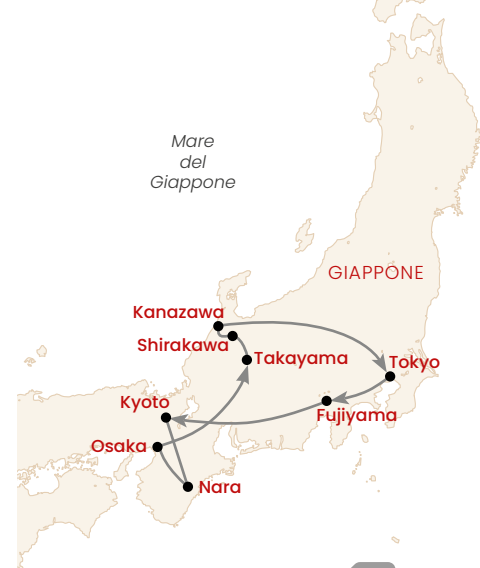 Mare
del
Giappone
GIAPPONE
Kanazawa
Shirakawa
Takayama
Tokyo
Kyoto
Fujiyama
Osaka
Nara